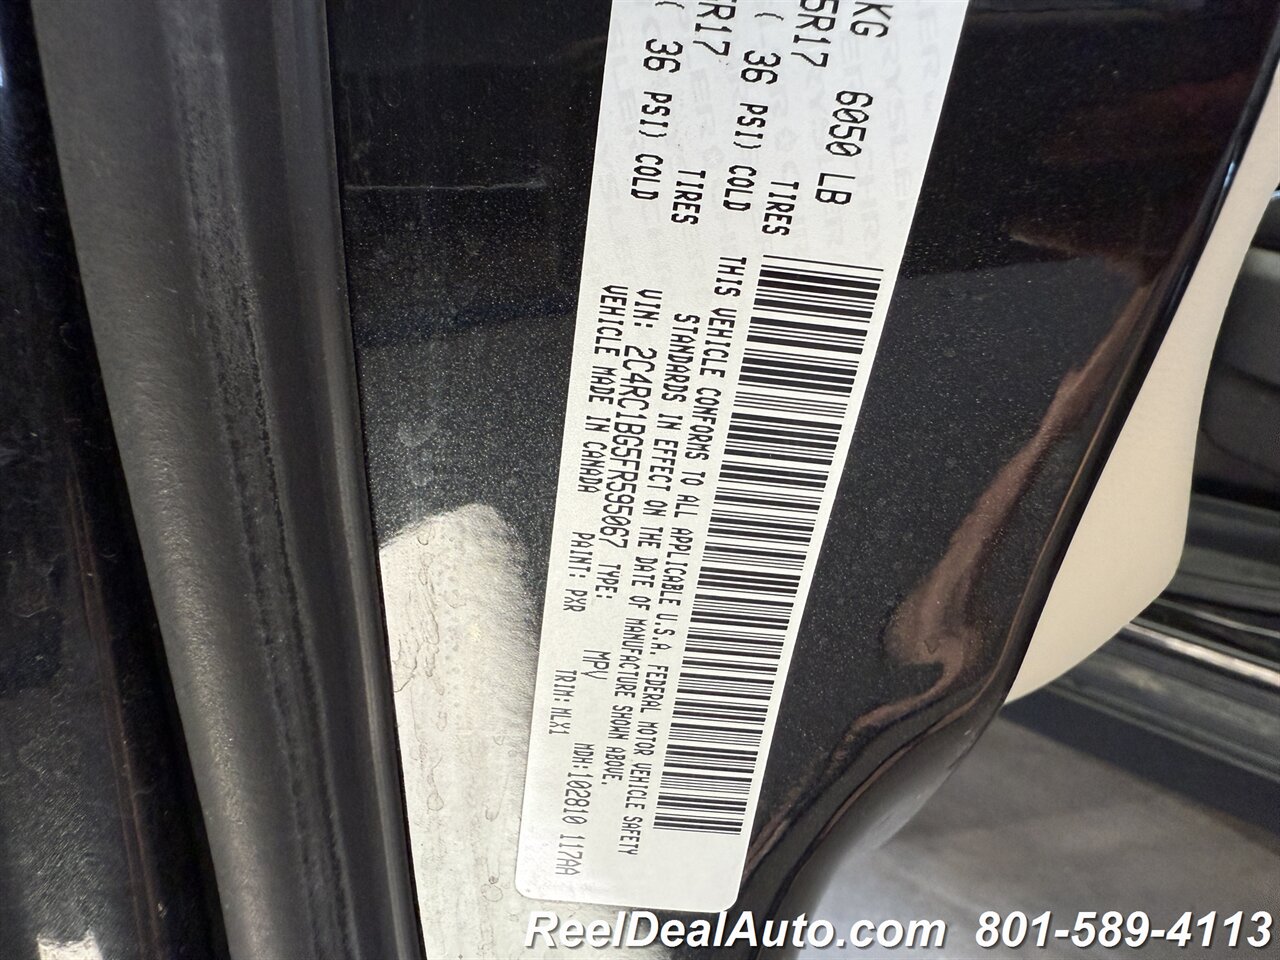 KG 6050 LB
5R17 TIRES
( 36 PSI) COLD
5R17 TIRES
( 36 PSI) COLD
THIS VEHICLE CONFORMS TO ALL APPLICABLE U.S.A. FEDERAL MOTOR VEHICLE SAFETY
STANDARDS IN EFFECT ON THE DATE OF MANUFACTURE SHOWN ABOVE.
VIN: 2C4RC1BG5FR595067 TYPE: MPV MDH: 102810 117AA
VEHICLE MADE IN CANADA PAINT: PXR TRIM: MLX1
ReelDealAuto.com 801-589-4113